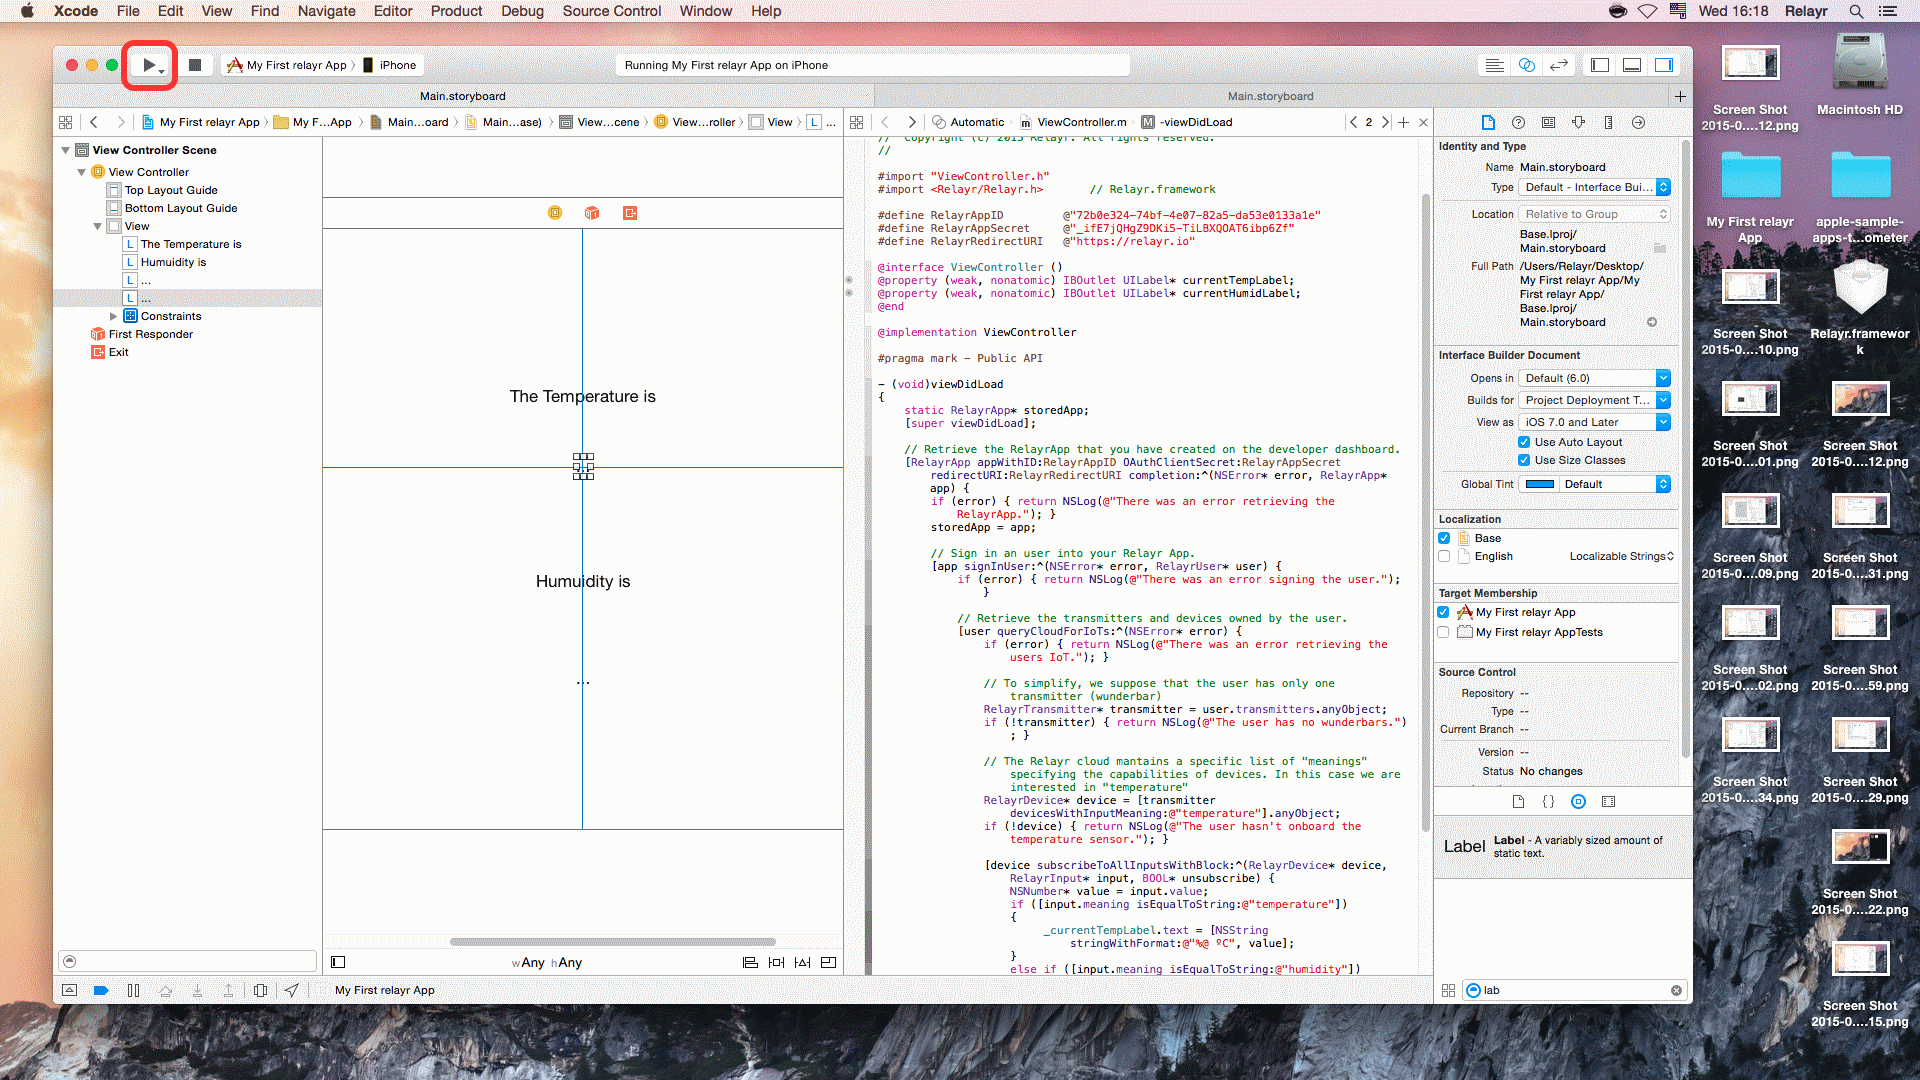 Xcode File Edit View Find Navigate Editor Product Debug Source Control Window Help
Wed 16:18 Relayr
My First relayr App iPhone
Running My First relayr App on iPhone
Main.storyboard
Main.storyboard
My First relayr App My F...App Main...oard Main...ase) View...cene View...roller View L ...
Automatic ViewController.m -viewDidLoad 2
View Controller Scene
View Controller
Top Layout Guide
Bottom Layout Guide
View
L The Temperature is
L Humuidity is
L ...
L ...
Constraints
First Responder
Exit
The Temperature is
Humuidity is
...
wAny hAny
My First relayr App
// Copyright (c) 2015 Relayr. All rights reserved.
//
#import "ViewController.h"
#import <Relayr/Relayr.h> // Relayr.framework
#define RelayrAppID @"72b0e324-74bf-4e07-82a5-da53e0133a1e"
#define RelayrAppSecret @"_ifE7jQHgZ9DKi5-TiLBXQOAT6ibp6Zf"
#define RelayrRedirectURI @"https://relayr.io"
@interface ViewController ()
@property (weak, nonatomic) IBOutlet UILabel* currentTempLabel;
@property (weak, nonatomic) IBOutlet UILabel* currentHumidLabel;
@end
@implementation ViewController
#pragma mark - Public API
- (void)viewDidLoad
{
static RelayrApp* storedApp;
[super viewDidLoad];
// Retrieve the RelayrApp that you have created on the developer dashboard.
[RelayrApp appWithID:RelayrAppID OAuthClientSecret:RelayrAppSecret
redirectURI:RelayrRedirectURI completion:^(NSError* error, RelayrApp*
app) {
if (error) { return NSLog(@"There was an error retrieving the
RelayrApp."); }
storedApp = app;
// Sign in an user into your Relayr App.
[app signInUser:^(NSError* error, RelayrUser* user) {
if (error) { return NSLog(@"There was an error signing the user.");
}
// Retrieve the transmitters and devices owned by the user.
[user queryCloudForIoTs:^(NSError* error) {
if (error) { return NSLog(@"There was an error retrieving the
users IoT."); }
// To simplify, we suppose that the user has only one
transmitter (wunderbar)
RelayrTransmitter* transmitter = user.transmitters.anyObject;
if (!transmitter) { return NSLog(@"The user has no wunderbars.")
; }
// The Relayr cloud mantains a specific list of "meanings"
specifying the capabilities of devices. In this case we are
interested in "temperature"
RelayrDevice* device = [transmitter
devicesWithInputMeaning:@"temperature"].anyObject;
if (!device) { return NSLog(@"The user hasn't onboard the
temperature sensor."); }
[device subscribeToAllInputsWithBlock:^(RelayrDevice* device,
RelayrInput* input, BOOL* unsubscribe) {
NSNumber* value = input.value;
if ([input.meaning isEqualToString:@"temperature"])
{
_currentTempLabel.text = [NSString
stringWithFormat:@"%@ ºC", value];
}
else if ([input.meaning isEqualToString:@"humidity"])
Identity and Type
Name Main.storyboard
Type Default - Interface Bui...
Location Relative to Group
Base.lproj/
Main.storyboard
Full Path /Users/Relayr/Desktop/
My First relayr App/My
First relayr App/
Base.lproj/
Main.storyboard
Interface Builder Document
Opens in Default (6.0)
Builds for Project Deployment T...
View as iOS 7.0 and Later
Use Auto Layout
Use Size Classes
Global Tint Default
Localization
Base
English Localizable Strings
Target Membership
My First relayr App
My First relayr AppTests
Source Control
Repository --
Type --
Current Branch --
Version --
Status No changes
{}
Label Label - A variably sized amount of
static text.
lab
Screen Shot
2015-0....12.png
Macintosh HD
My First relayr
App
apple-sample-
apps-t...ometer
Screen Shot
2015-0....10.png
Relayr.framewor
k
Screen Shot
2015-0....01.png
Screen Shot
2015-0....12.png
Screen Shot
2015-0....09.png
Screen Shot
2015-0....31.png
Screen Shot
2015-0....02.png
Screen Shot
2015-0....59.png
Screen Shot
2015-0....34.png
Screen Shot
2015-0....29.png
Screen Shot
2015-0....22.png
Screen Shot
2015-0....15.png